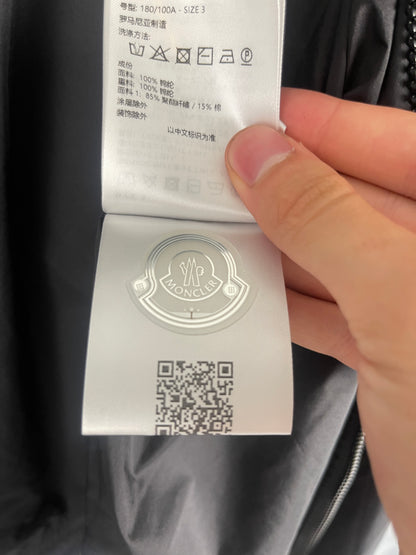 号型: 180/100A - SIZE 3
罗马尼亚制造
洗涤方法:
成份
面料: 100% 锦纶
里料: 100% 锦纶
面料 1: 85% 聚酯纤维 / 15% 棉
涂层除外
装饰除外
以中文标识为准
MONCLER